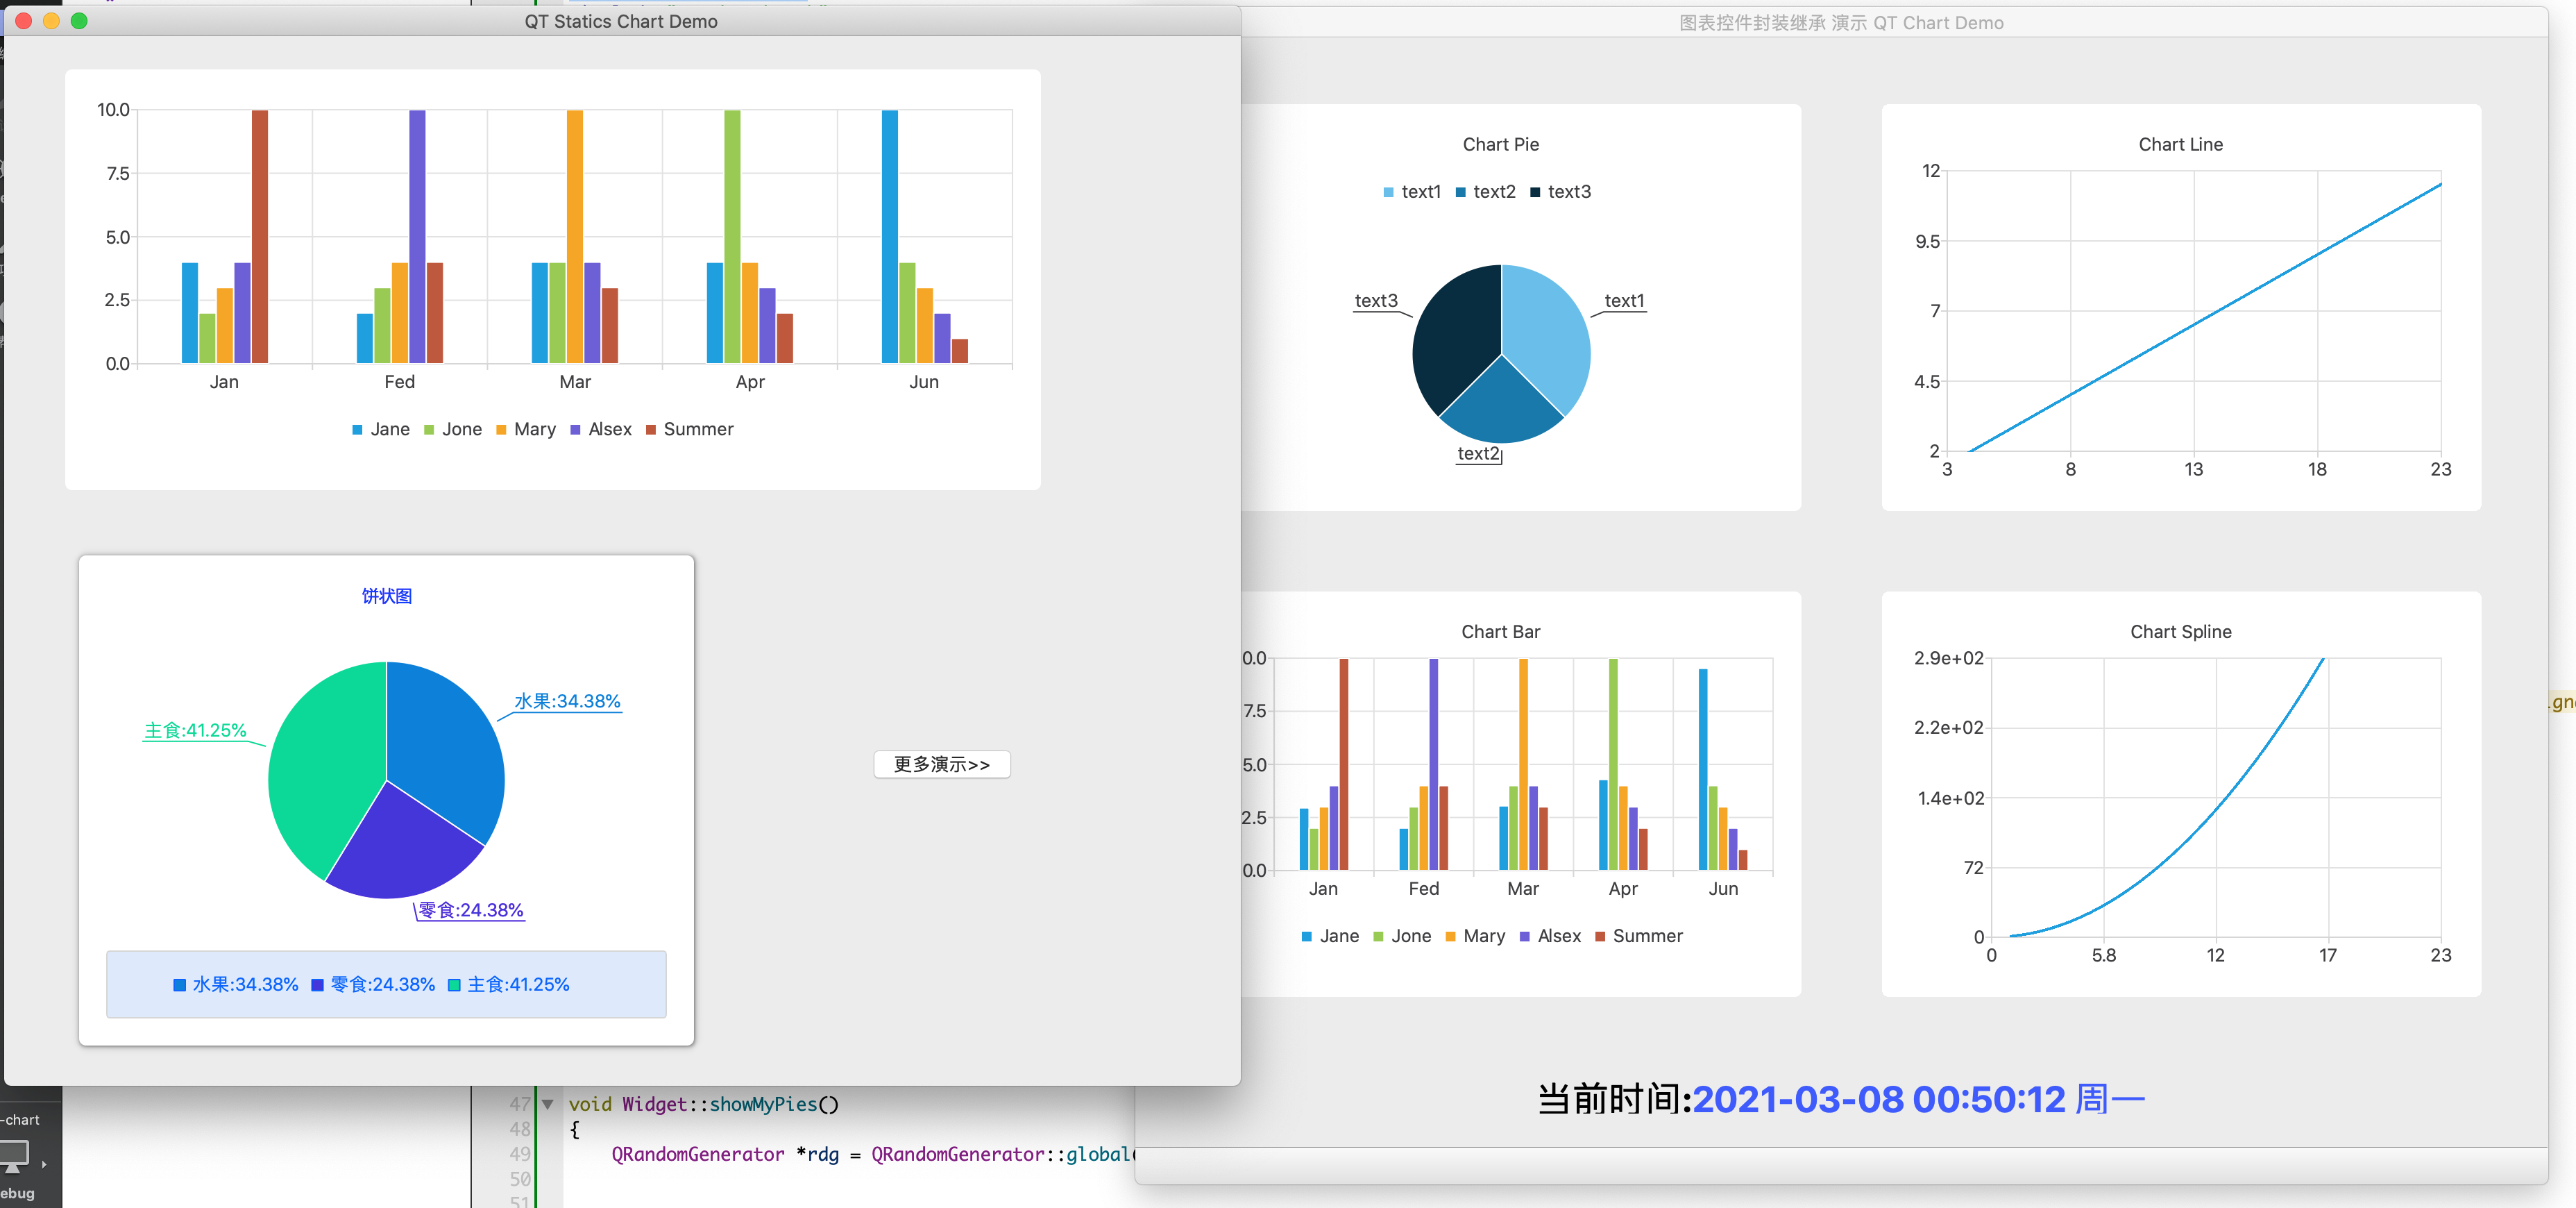 QT Statics Chart Demo
10.0
7.5
5.0
2.5
0.0
Jan Fed Mar Apr Jun
Jane Jone Mary Alsex Summer
饼状图
水果:34.38%
主食:41.25%
零食:24.38%
水果:34.38% 零食:24.38% 主食:41.25%
更多演示>>
图表控件封装继承 演示 QT Chart Demo
Chart Pie
text1 text2 text3
text3
text1
text2
Chart Line
12
9.5
7
4.5
2
3 8 13 18 23
Chart Bar
0.0
7.5
5.0
2.5
0.0
Jan Fed Mar Apr Jun
Jane Jone Mary Alsex Summer
Chart Spline
2.9e+02
2.2e+02
1.4e+02
72
0
0 5.8 12 17 23
当前时间:2021-03-08 00:50:12 周一
-chart
ebug
47 void Widget::showMyPies()
48 {
49 QRandomGenerator *rdg = QRandomGenerator::global(
50
51